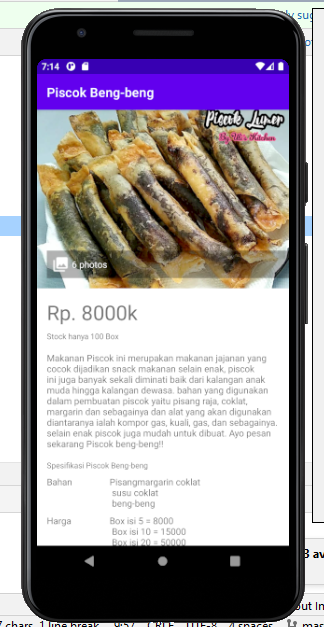 7:14
Piscok Beng-beng
Piscok Lumer
By Uli's Kitchen
6 photos
Rp. 8000k
Stock hanya 100 Box
Makanan Piscok ini merupakan makanan jajanan yang
cocok dijadikan snack makanan selain enak, piscok
ini juga banyak sekali diminati baik dari kalangan anak
muda hingga kalangan dewasa. bahan yang digunakan
dalam pembuatan piscok yaitu pisang raja, coklat,
margarin dan sebagainya dan alat yang akan digunakan
diantaranya ialah kompor gas, kuali, gas, dan sebagainya.
selain enak piscok juga mudah untuk dibuat. Ayo pesan
sekarang Piscok beng-beng!!
Spesifikasi Piscok Beng beng
Bahan Pisangmargarin coklat
susu coklat
beng-beng
Harga Box isi 5 = 8000
Box isi 10 = 15000
Box isi 20 = 50000